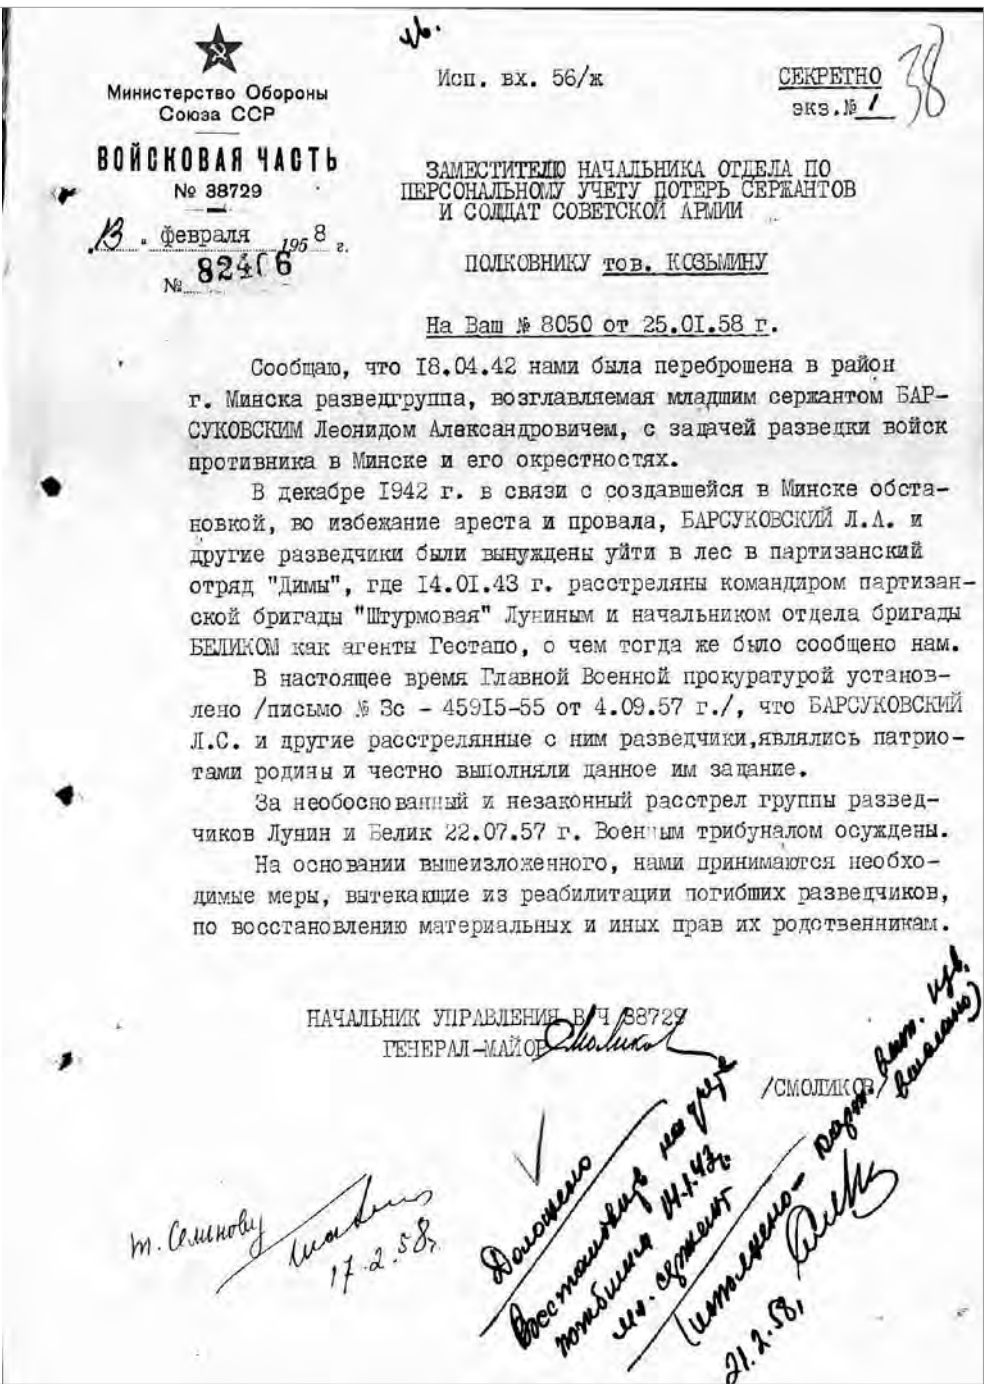 Министерство Обороны
Союза ССР
ВОЙСКОВАЯ ЧАСТЬ
№ 38729
"13" февраля 1958 г.
№ 82406
Исп. вх. 56/ж
СЕКРЕТНО
экз.№ 1
38
ЗАМЕСТИТЕЛЮ НАЧАЛЬНИКА ОТДЕЛА ПО
ПЕРСОНАЛЬНОМУ УЧЕТУ ПОТЕРЬ СЕРЖАНТОВ
И СОЛДАТ СОВЕТСКОЙ АРМИИ
ПОЛКОВНИКУ тов. КОЗЬМИНУ
На Ваш № 8050 от 25.01.58 г.
Сообщаю, что 18.04.42 нами была переброшена в район
г. Минска разведгруппа, возглавляемая младшим сержантом БАР-
СУКОВСКИМ Леонидом Александровичем, с задачей разведки войск
противника в Минске и его окрестностях.
В декабре 1942 г. в связи с создавшейся в Минске обста-
новкой, во избежание ареста и провала, БАРСУКОВСКИЙ Л.А. и
другие разведчики были вынуждены уйти в лес в партизанский
отряд "Димы", где 14.01.43 г. расстреляны командиром партизан-
ской бригады "Штурмовая" Луниным и начальником отдела бригады
БЕЛИКОМ как агенты Гестапо, о чем тогда же было сообщено нам.
В настоящее время Главной Военной прокуратурой установ-
лено /письмо № 3с - 45915-55 от 4.09.57 г./, что БАРСУКОВСКИЙ
Л.С. и другие расстрелянные с ним разведчики,являлись патрио-
тами родины и честно выполняли данное им задание.
За необоснованный и незаконный расстрел группы развед-
чиков Лунин и Белик 22.07.57 г. Военным трибуналом осуждены.
На основании вышеизложенного, нами принимаются необхо-
димые меры, вытекающие из реабилитации погибших разведчиков,
по восстановлению материальных и иных прав их родственникам.
НАЧАЛЬНИК УПРАВЛЕНИЯ В/Ч 38729
ГЕНЕРАЛ-МАЙОР
/СМОЛИКОВ/
т. Семинову
17.2.58г.
Доложено
Восстановить на учете
погибшим 14.1.43г.
мл. сержант
(исполнено-
21.2.58г.